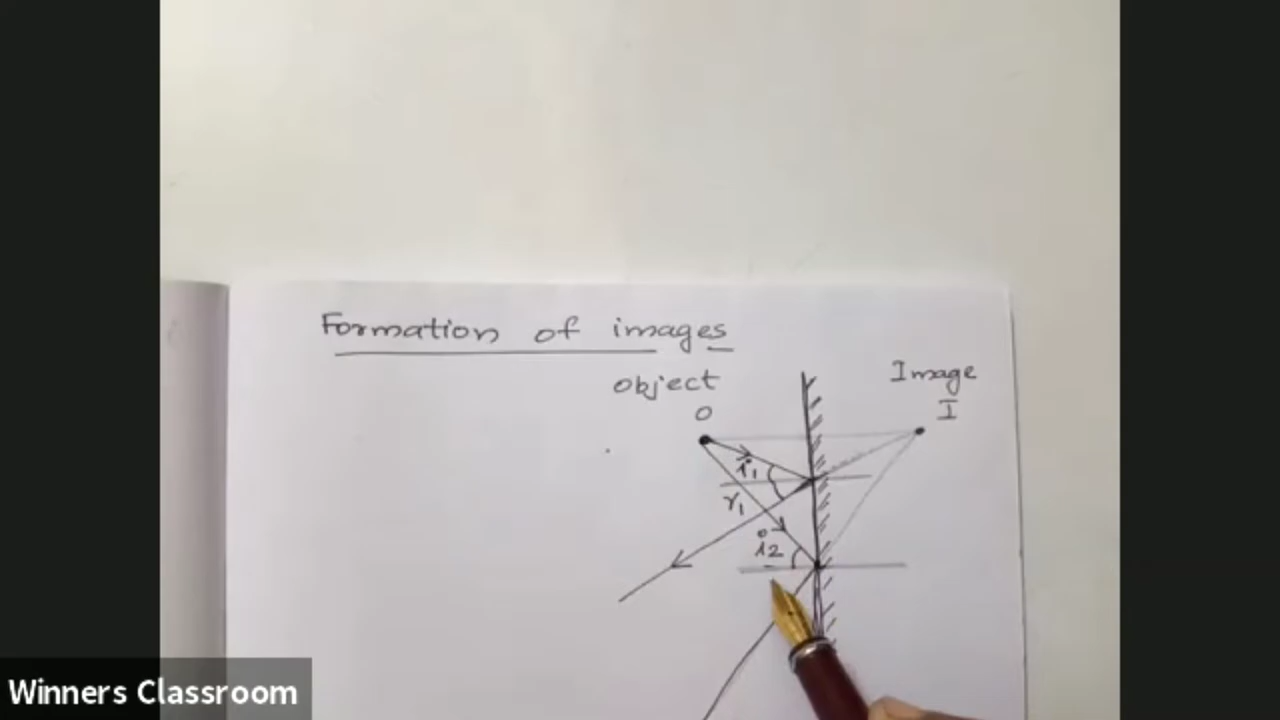 Formation of images
object
Image
O
I
i1
r1
i2
Winners Classroom